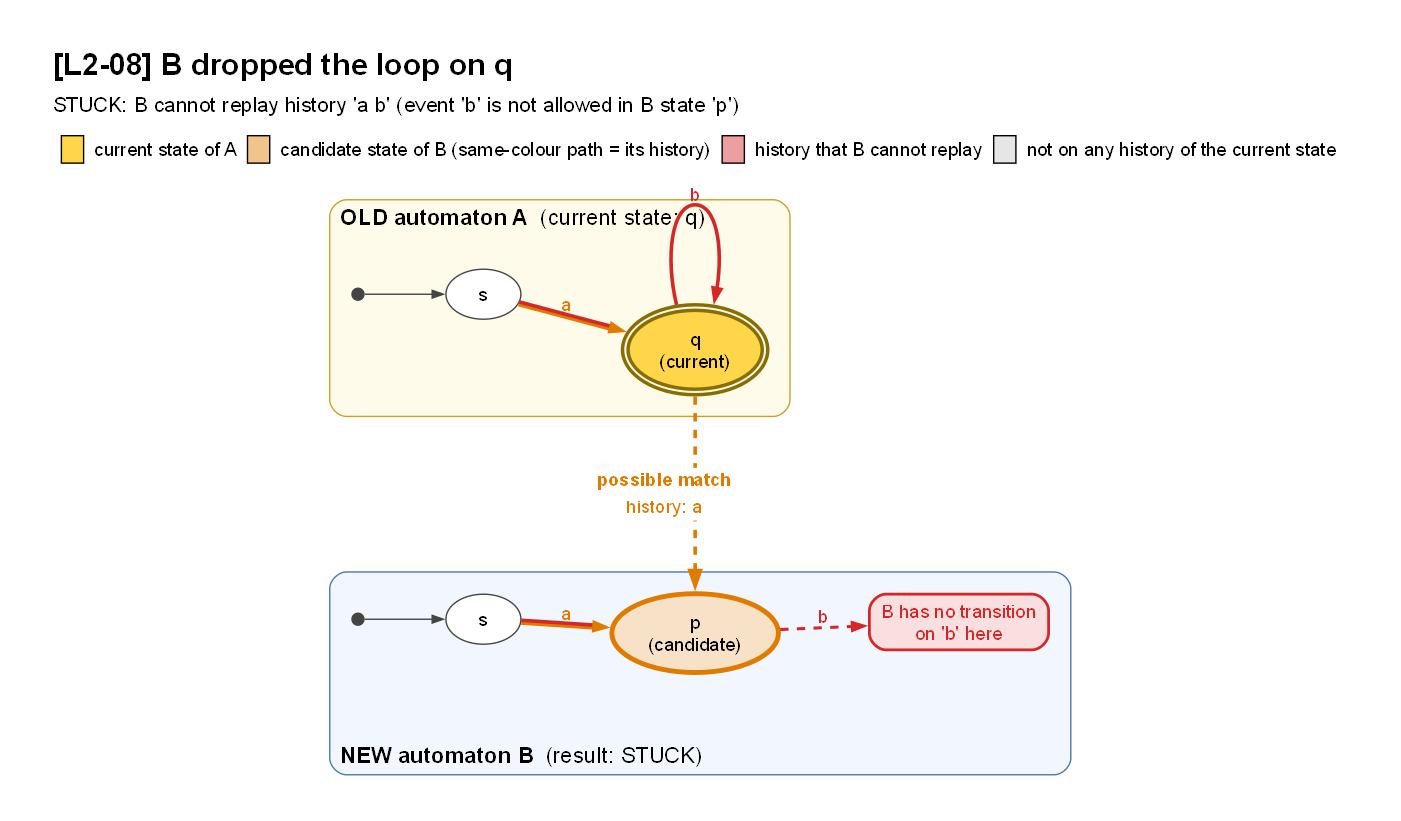 [L2-08] B dropped the loop on q
STUCK: B cannot replay history 'a b' (event 'b' is not allowed in B state 'p')
current state of A
candidate state of B (same-colour path = its history)
history that B cannot replay
not on any history of the current state
b
OLD automaton A (current state: q)
s
a
q
(current)
possible match
history: a
s
a
p
(candidate)
b
B has no transition
on 'b' here
NEW automaton B (result: STUCK)